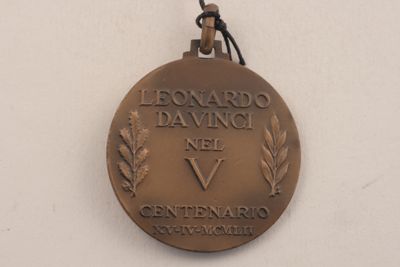 LEONARDO
DA VINCI
NEL
V
CENTENARIO
XV·IV·MCMLII